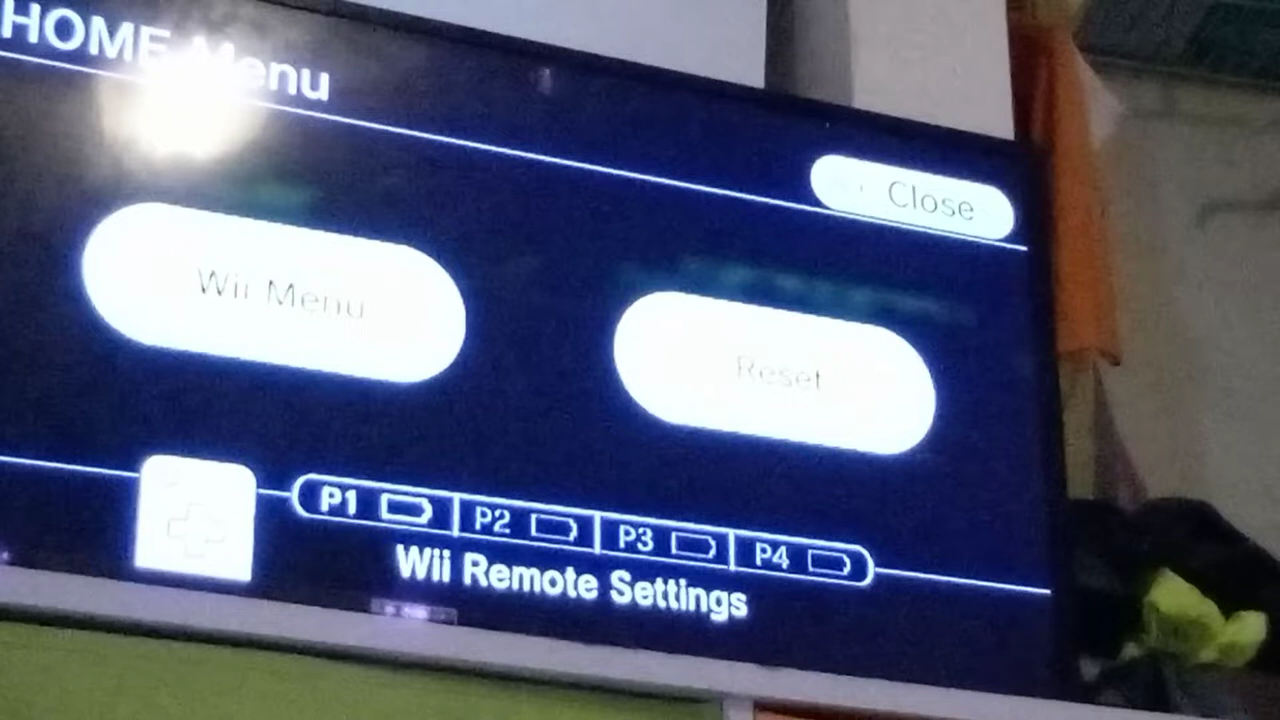 HOME Menu
Close
Wii Menu
Reset
P1 P2 P3 P4
Wii Remote Settings